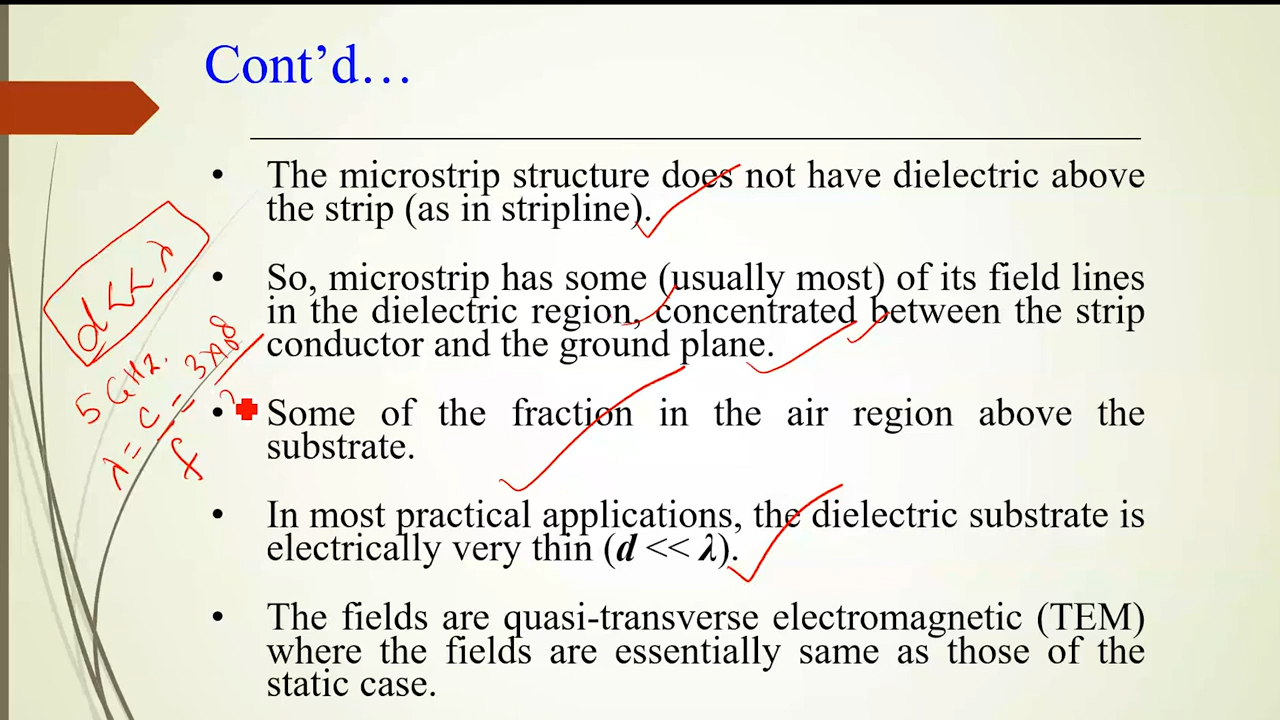 Cont’d…
• The microstrip structure does not have dielectric above
the strip (as in stripline).
• So, microstrip has some (usually most) of its field lines
in the dielectric region, concentrated between the strip
conductor and the ground plane.
• Some of the fraction in the air region above the
substrate.
• In most practical applications, the dielectric substrate is
electrically very thin (d << λ).
• The fields are quasi-transverse electromagnetic (TEM)
where the fields are essentially same as those of the
static case.
d << λ
5 GHz.
λ = c/f =